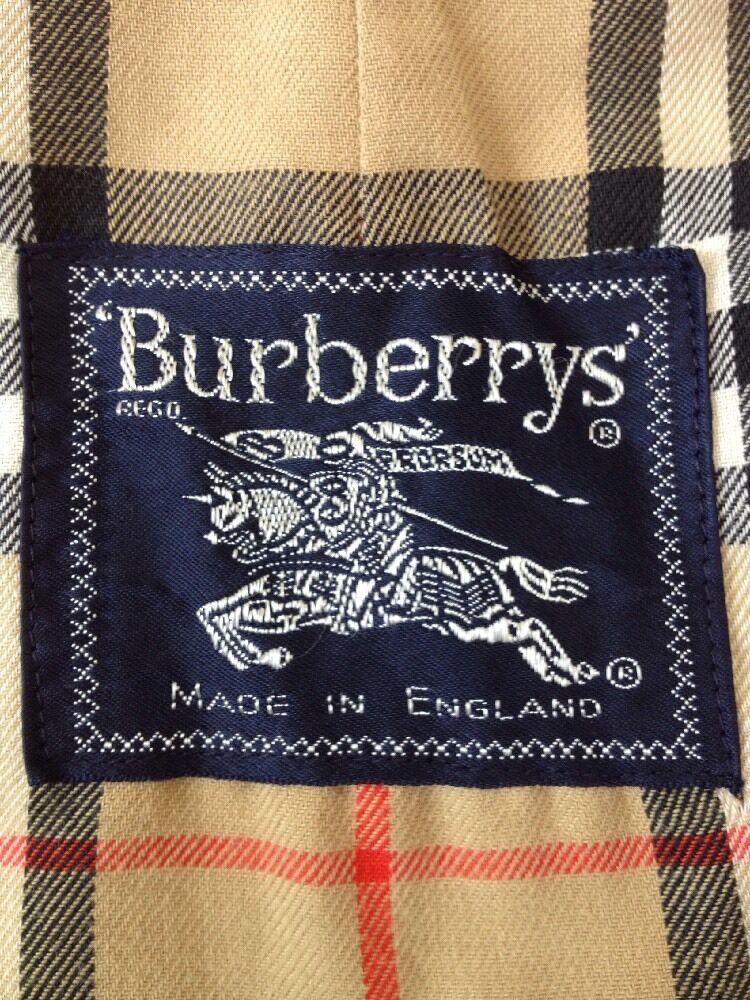 'Burberrys'
REGD. ®
PRORSUM
®
MADE IN ENGLAND